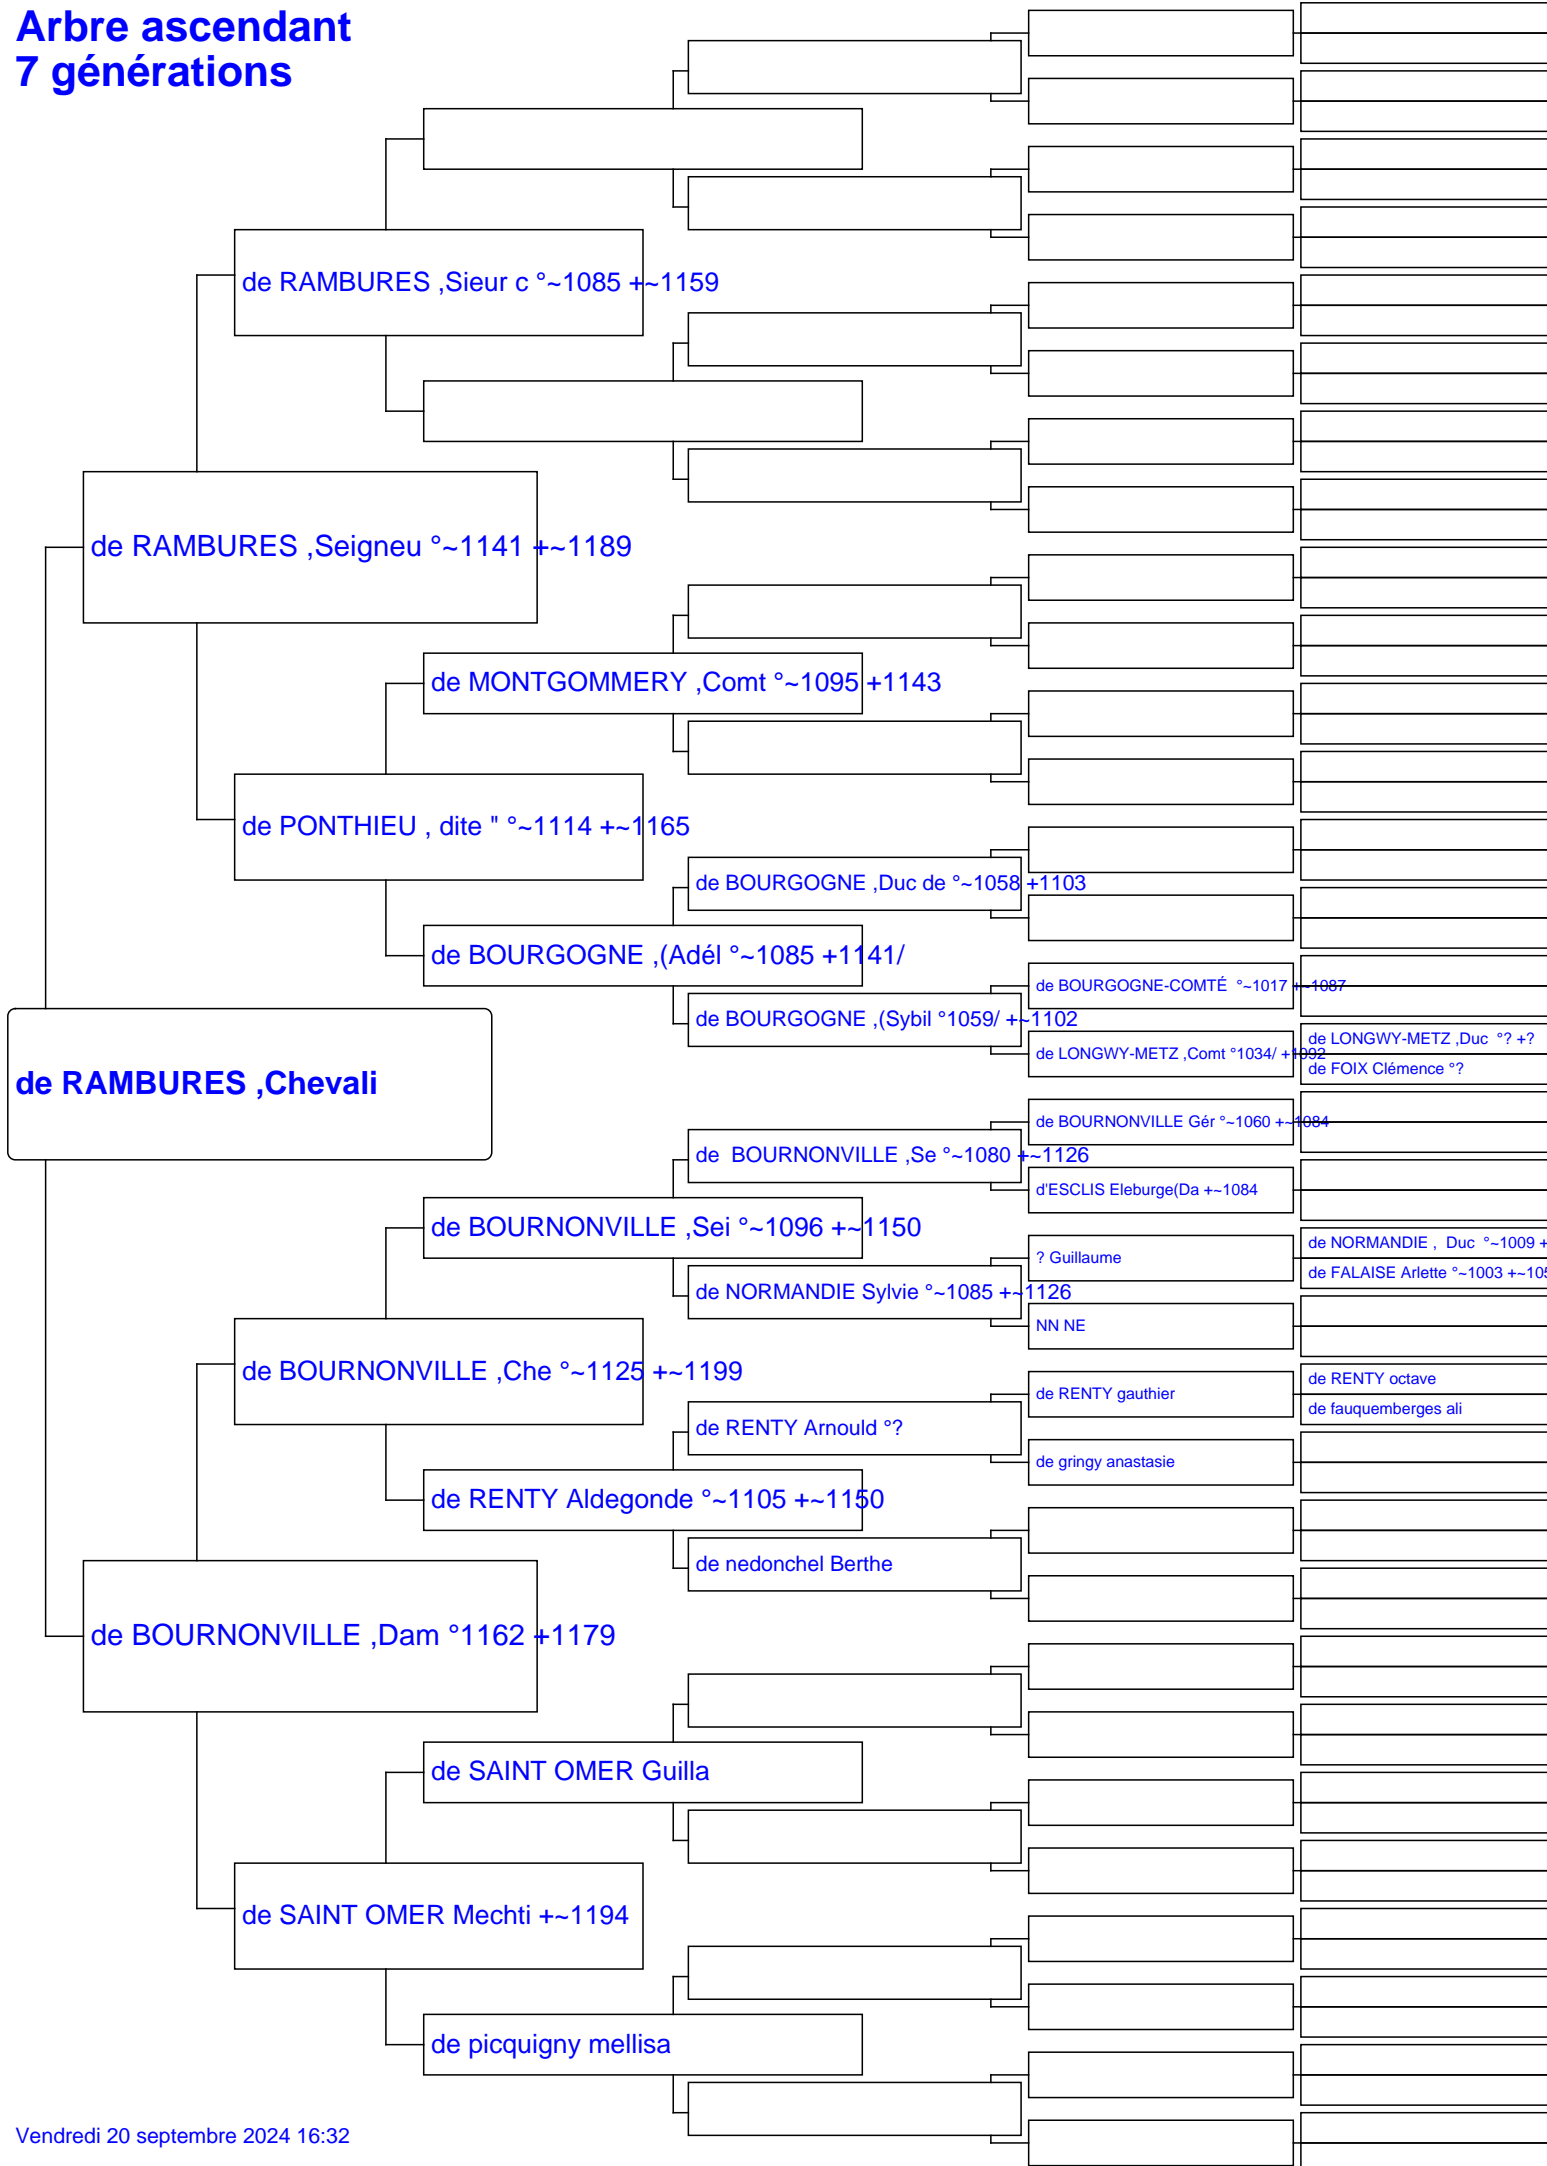 Arbre ascendant
7 générations
de RAMBURES ,Sieur c °~1085 +~1159
de RAMBURES ,Seigneu °~1141 +~1189
de MONTGOMMERY ,Comt °~1095 +1143
de PONTHIEU , dite " °~1114 +~1165
de BOURGOGNE ,Duc de °~1058 +1103
de BOURGOGNE ,(Adél °~1085 +1141/
de BOURGOGNE-COMTÉ °~1017 +~1087
de BOURGOGNE ,(Sybil °1059/ +~1102
de LONGWY-METZ ,Comt °1034/ +1092
de LONGWY-METZ ,Duc °? +?
de FOIX Clémence °?
de RAMBURES ,Chevali
de BOURNONVILLE Gér °~1060 +~1084
de BOURNONVILLE ,Se °~1080 +~1126
d'ESCLIS Eleburge(Da +~1084
de BOURNONVILLE ,Sei °~1096 +~1150
? Guillaume
de NORMANDIE , Duc °~1009 +
de FALAISE Arlette °~1003 +~105
de NORMANDIE Sylvie °~1085 +~1126
NN NE
de BOURNONVILLE ,Che °~1125 +~1199
de RENTY gauthier
de RENTY octave
de fauquemberges ali
de RENTY Arnould °?
de gringy anastasie
de RENTY Aldegonde °~1105 +~1150
de nedonchel Berthe
de BOURNONVILLE ,Dam °1162 +1179
de SAINT OMER Guilla
de SAINT OMER Mechti +~1194
de picquigny mellisa
Vendredi 20 septembre 2024 16:32